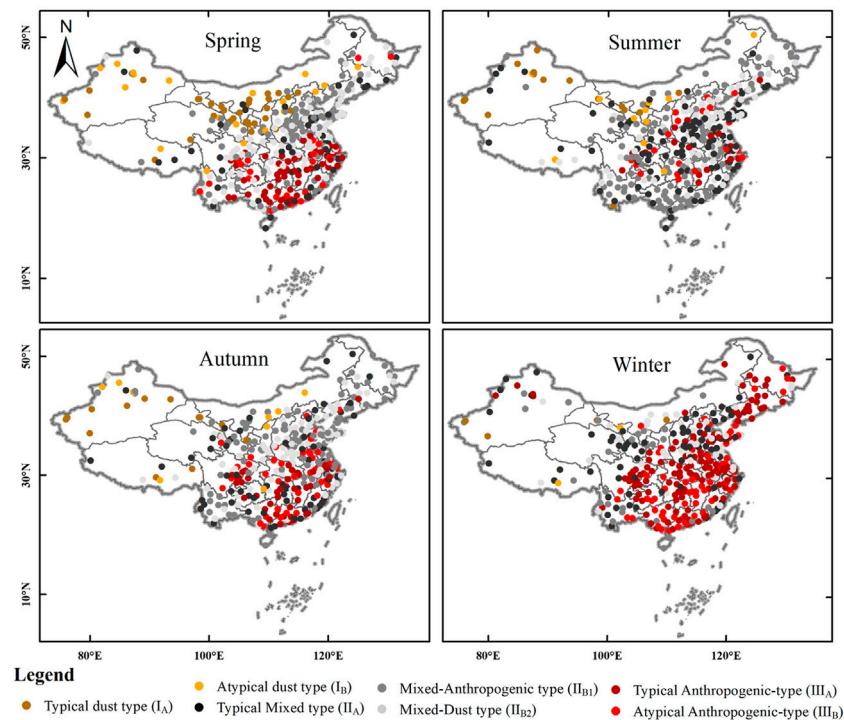 N
Spring
Summer
50°N
30°N
10°N
Autumn
Winter
50°N
30°N
10°N
80°E
100°E
120°E
80°E
100°E
120°E
Legend
Typical dust type (IA)
Atypical dust type (IB)
Typical Mixed type (IIA)
Mixed-Anthropogenic type (IIB1)
Mixed-Dust type (IIB2)
Typical Anthropogenic-type (IIIA)
Atypical Anthropogenic-type (IIIB)